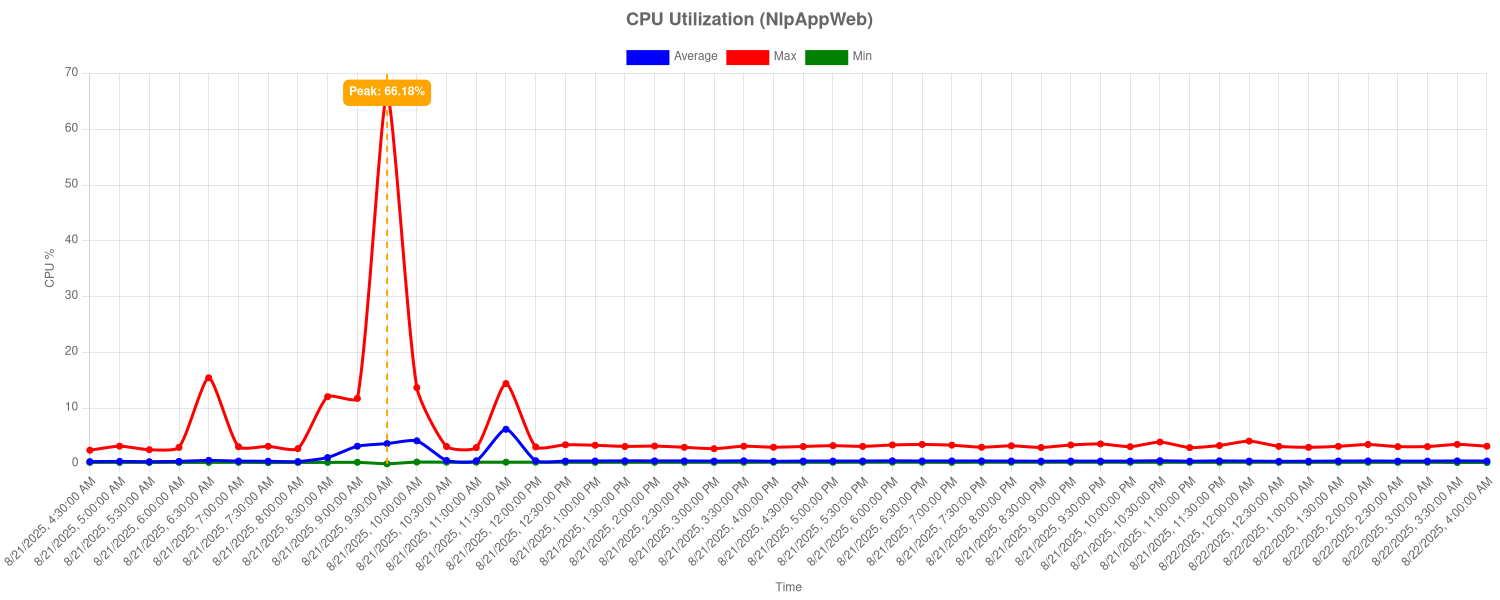 CPU Utilization (NlpAppWeb)
Average Max Min
70
Peak: 66.18%
60
50
40
CPU %
30
20
10
0
8/21/2025, 4:30:00 AM
8/21/2025, 5:00:00 AM
8/21/2025, 5:30:00 AM
8/21/2025, 6:00:00 AM
8/21/2025, 6:30:00 AM
8/21/2025, 7:00:00 AM
8/21/2025, 7:30:00 AM
8/21/2025, 8:00:00 AM
8/21/2025, 8:30:00 AM
8/21/2025, 9:00:00 AM
8/21/2025, 9:30:00 AM
8/21/2025, 10:00:00 AM
8/21/2025, 10:30:00 AM
8/21/2025, 11:00:00 AM
8/21/2025, 11:30:00 AM
8/21/2025, 12:00:00 PM
8/21/2025, 12:30:00 PM
8/21/2025, 1:00:00 PM
8/21/2025, 1:30:00 PM
8/21/2025, 2:00:00 PM
8/21/2025, 2:30:00 PM
8/21/2025, 3:00:00 PM
8/21/2025, 3:30:00 PM
8/21/2025, 4:00:00 PM
8/21/2025, 4:30:00 PM
8/21/2025, 5:00:00 PM
8/21/2025, 5:30:00 PM
8/21/2025, 6:00:00 PM
8/21/2025, 6:30:00 PM
8/21/2025, 7:00:00 PM
8/21/2025, 7:30:00 PM
8/21/2025, 8:00:00 PM
8/21/2025, 8:30:00 PM
8/21/2025, 9:00:00 PM
8/21/2025, 9:30:00 PM
8/21/2025, 10:00:00 PM
8/21/2025, 10:30:00 PM
8/21/2025, 11:00:00 PM
8/21/2025, 11:30:00 PM
8/22/2025, 12:00:00 AM
8/22/2025, 12:30:00 AM
8/22/2025, 1:00:00 AM
8/22/2025, 1:30:00 AM
8/22/2025, 2:00:00 AM
8/22/2025, 2:30:00 AM
8/22/2025, 3:00:00 AM
8/22/2025, 3:30:00 AM
8/22/2025, 4:00:00 AM
Time